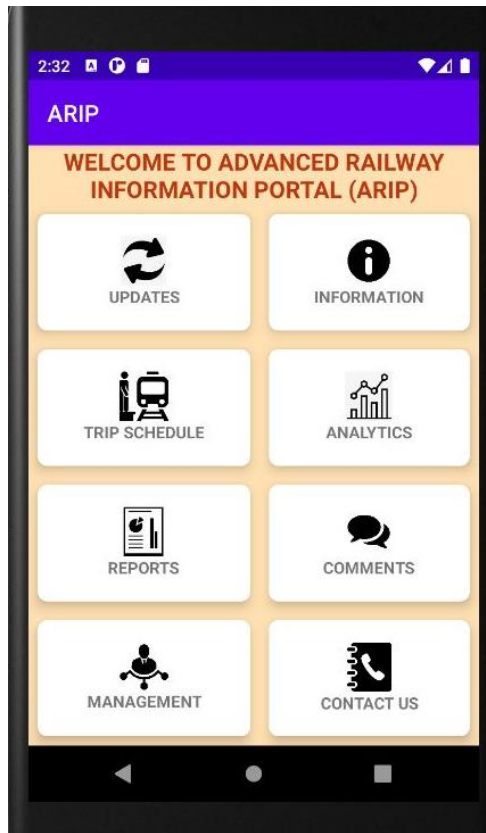 2:32
ARIP
WELCOME TO ADVANCED RAILWAY
INFORMATION PORTAL (ARIP)
UPDATES
INFORMATION
TRIP SCHEDULE
ANALYTICS
REPORTS
COMMENTS
MANAGEMENT
CONTACT US